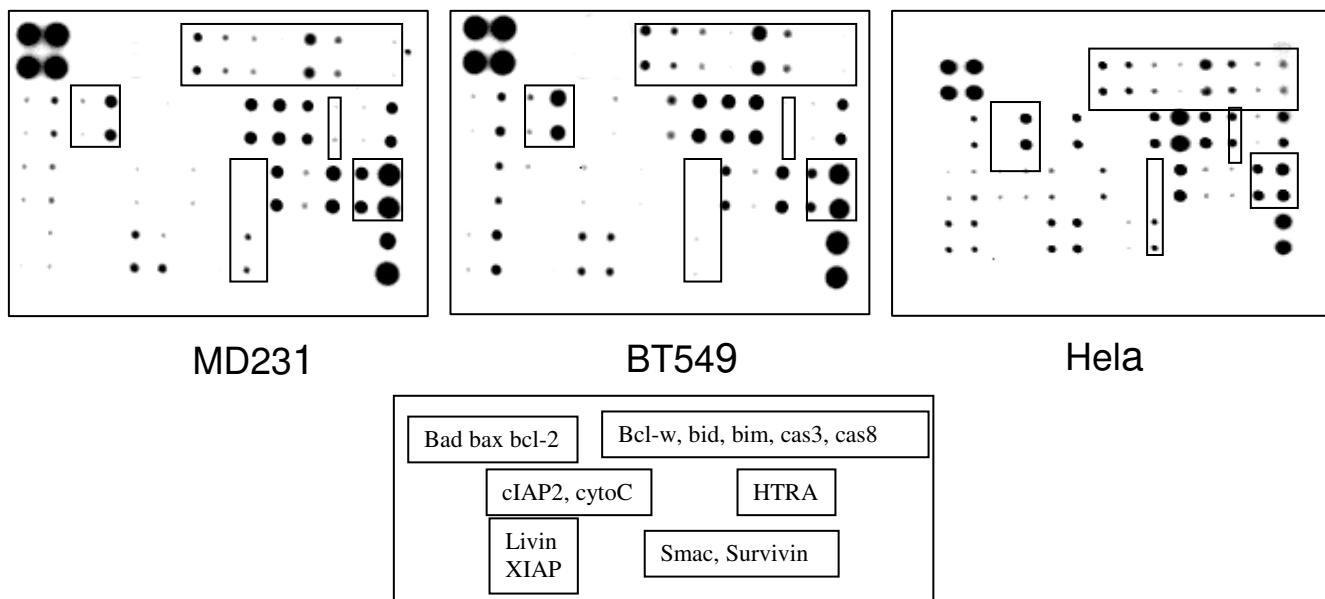 MD231
BT549
Hela
Bad bax bcl-2
Bcl-w, bid, bim, cas3, cas8
cIAP2, cytoC
HTRA
Livin
XIAP
Smac, Survivin